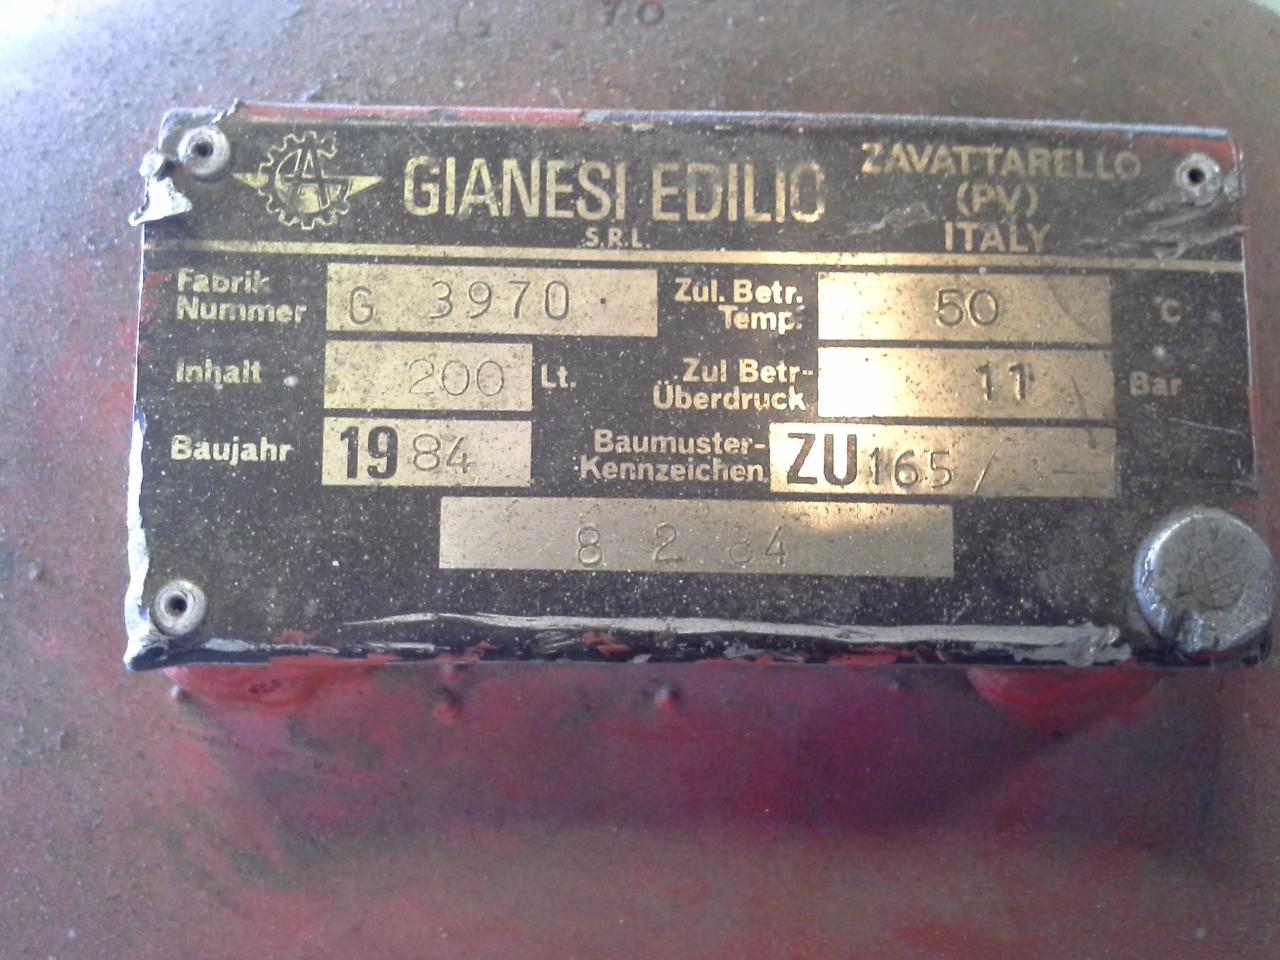 70
GIANESI EDILIO
S.R.L.
ZAVATTARELLO
(PV)
ITALY
Fabrik
Nummer
G 3970
Zul. Betr.
Temp.
50
°C
Inhalt
200
Lt.
Zul Betr-
Überdruck
11
Bar
Baujahr
1984
Baumuster-
Kennzeichen
ZU165/
8 2 84